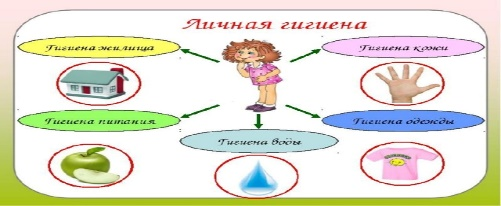 Личная гигиена
Гигиена жилища
Гигиена кожи
Гигиена питания
Гигиена одежды
Гигиена воды